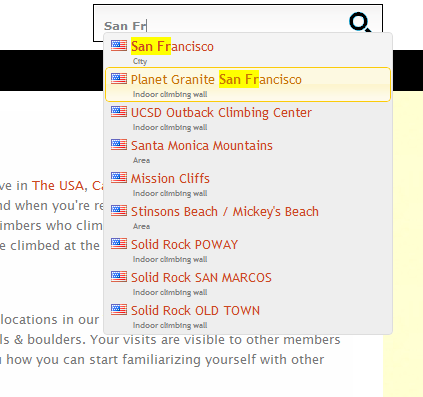 San Fr
San Francisco
City
Planet Granite San Francisco
Indoor climbing wall
UCSD Outback Climbing Center
Indoor climbing wall
Santa Monica Mountains
Area
ve in The USA, Ca
Mission Cliffs
Indoor climbing wall
nd when you're re
Stinsons Beach / Mickey's Beach
Area
imbers who clim
Solid Rock POWAY
Indoor climbing wall
e climbed at the
Solid Rock SAN MARCOS
Indoor climbing wall
Solid Rock OLD TOWN
Indoor climbing wall
locations in our
ls & boulders. Your visits are visible to other members
how you can start familiarizing yourself with other